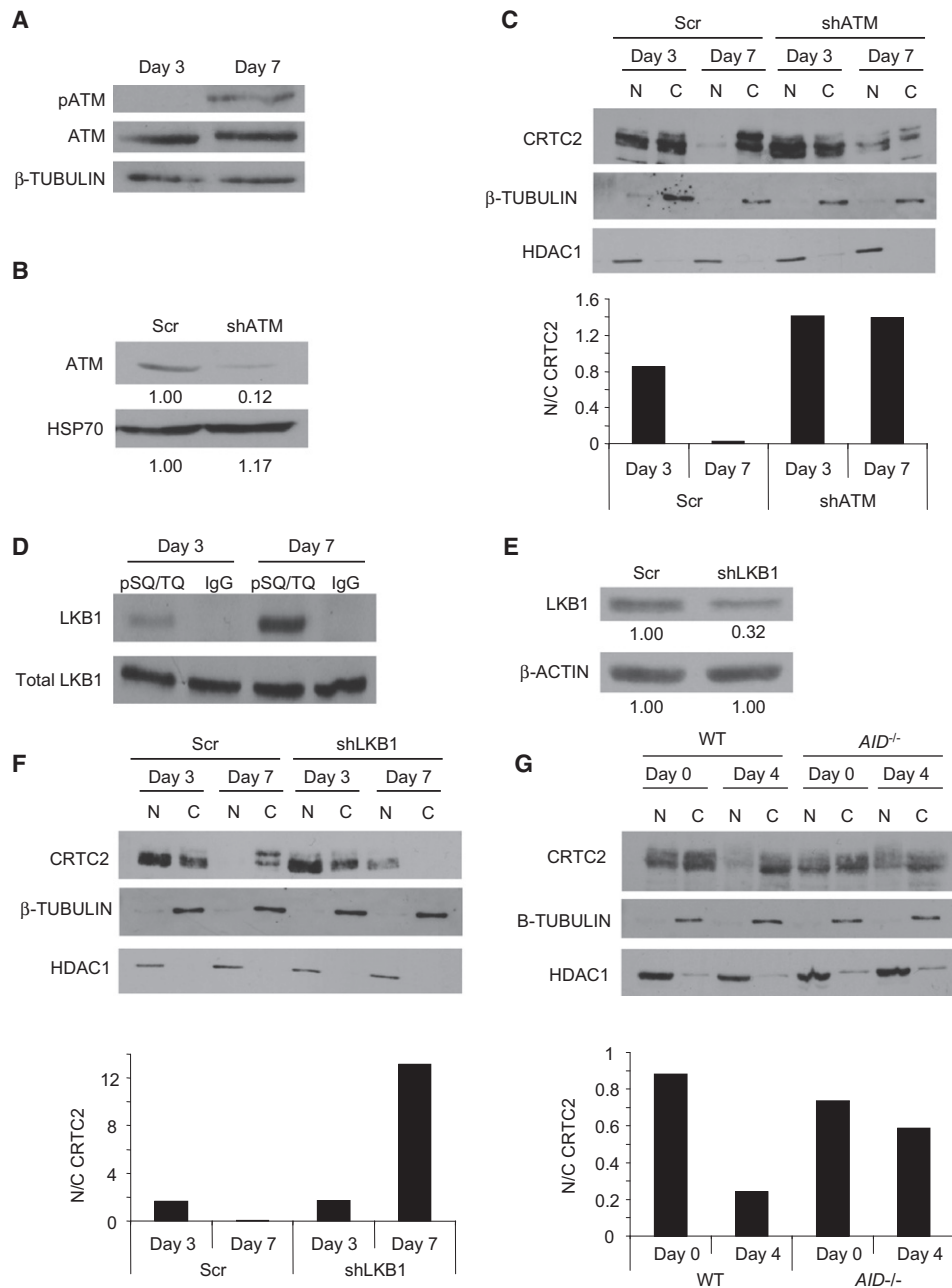 A
Day 3 Day 7
pATM
ATM
β-TUBULIN
B
Scr shATM
ATM
1.00 0.12
HSP70
1.00 1.17
C
Scr shATM
Day 3 Day 7 Day 3 Day 7
N C N C N C N C
CRTC2
β-TUBULIN
HDAC1
N/C CRTC2
1.6
1.2
0.8
0.4
0
Day 3 Day 7 Day 3 Day 7
Scr shATM
D
Day 3 Day 7
pSQ/TQ IgG pSQ/TQ IgG
LKB1
Total LKB1
E
Scr shLKB1
LKB1
1.00 0.32
β-ACTIN
1.00 1.00
F
Scr shLKB1
Day 3 Day 7 Day 3 Day 7
N C N C N C N C
CRTC2
β-TUBULIN
HDAC1
N/C CRTC2
12
8
4
0
Day 3 Day 7 Day 3 Day 7
Scr shLKB1
G
WT AID-/-
Day 0 Day 4 Day 0 Day 4
N C N C N C N C
CRTC2
B-TUBULIN
HDAC1
N/C CRTC2
1
0.8
0.6
0.4
0.2
0
Day 0 Day 4 Day 0 Day 4
WT AID-/-